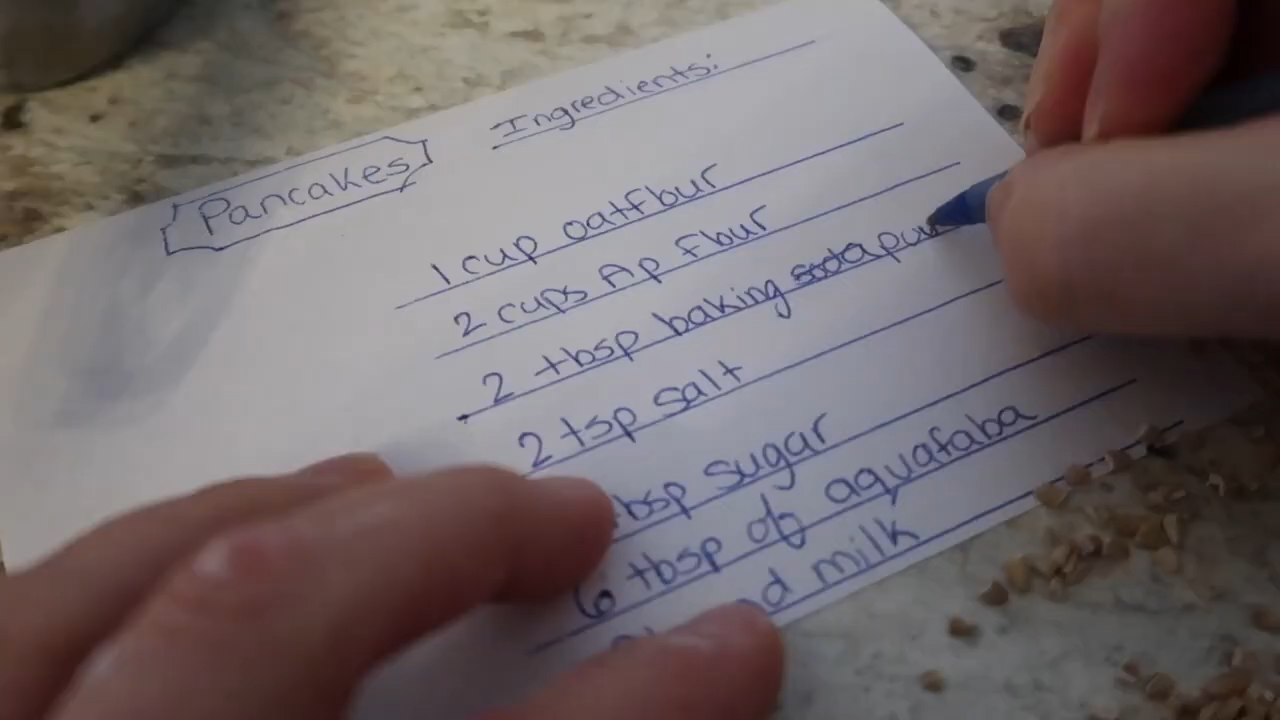 Pancakes
Ingredients:
1 cup oatflour
2 cups Ap flour
2 tbsp baking soda
2 tsp salt
tbsp sugar
6 tbsp of aquafaba
milk